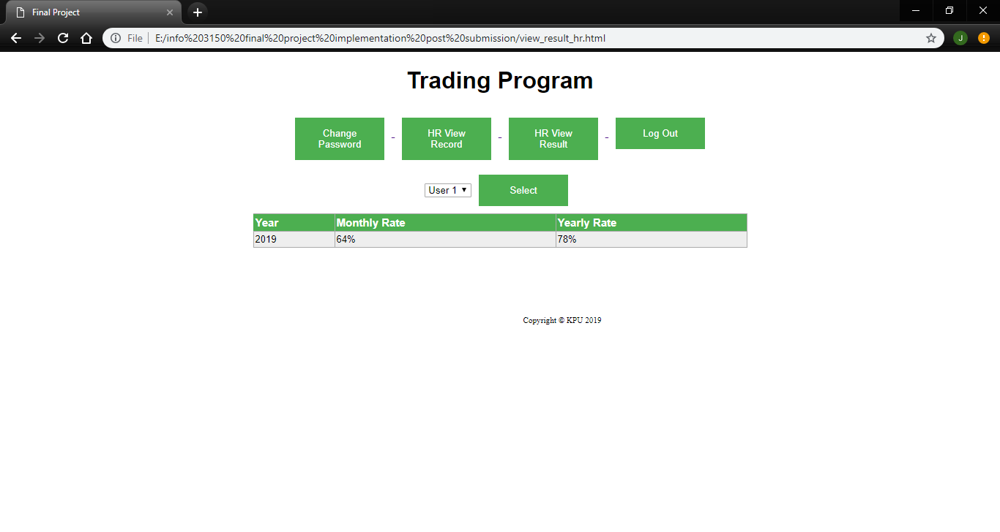 Final Project
File
E:/info%203150%20final%20project%20implementation%20post%20submission/view_result_hr.html
J
Trading Program
Change
Password
-
HR View
Record
-
HR View
Result
-
Log Out
User 1
Select
Year Monthly Rate Yearly Rate
2019 64% 78%
Copyright © KPU 2019